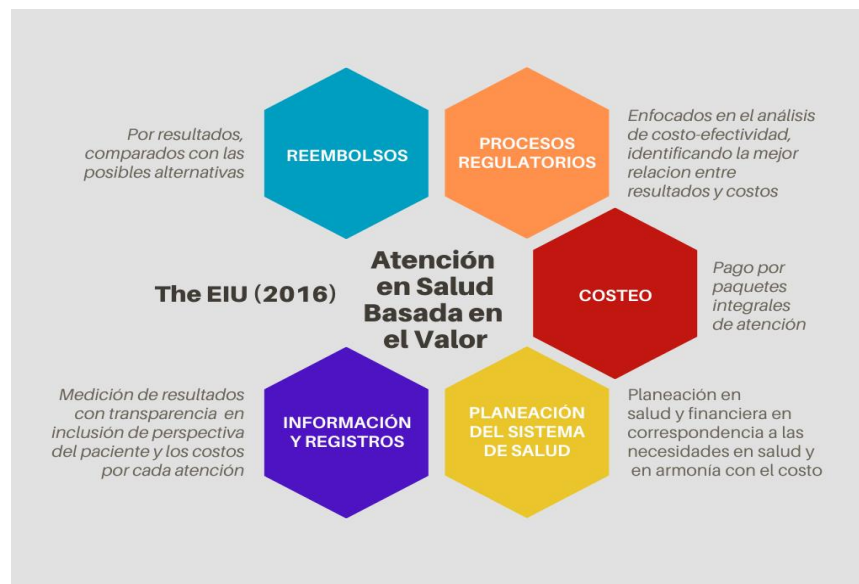 Por resultados,
comparados con las
posibles alternativas
REEMBOLSOS
PROCESOS
REGULATORIOS
Enfocados en el análisis
de costo-efectividad,
identificando la mejor
relacion entre
resultados y costos
The EIU (2016)
Atención
en Salud
Basada en
el Valor
COSTEO
Pago por
paquetes
integrales
de atención
Medición de resultados
con transparencia en
inclusión de perspectiva
del paciente y los costos
por cada atención
INFORMACIÓN
Y REGISTROS
PLANEACIÓN
DEL SISTEMA
DE SALUD
Planeación en
salud y financiera en
correspondencia a las
necesidades en salud y
en armonía con el costo